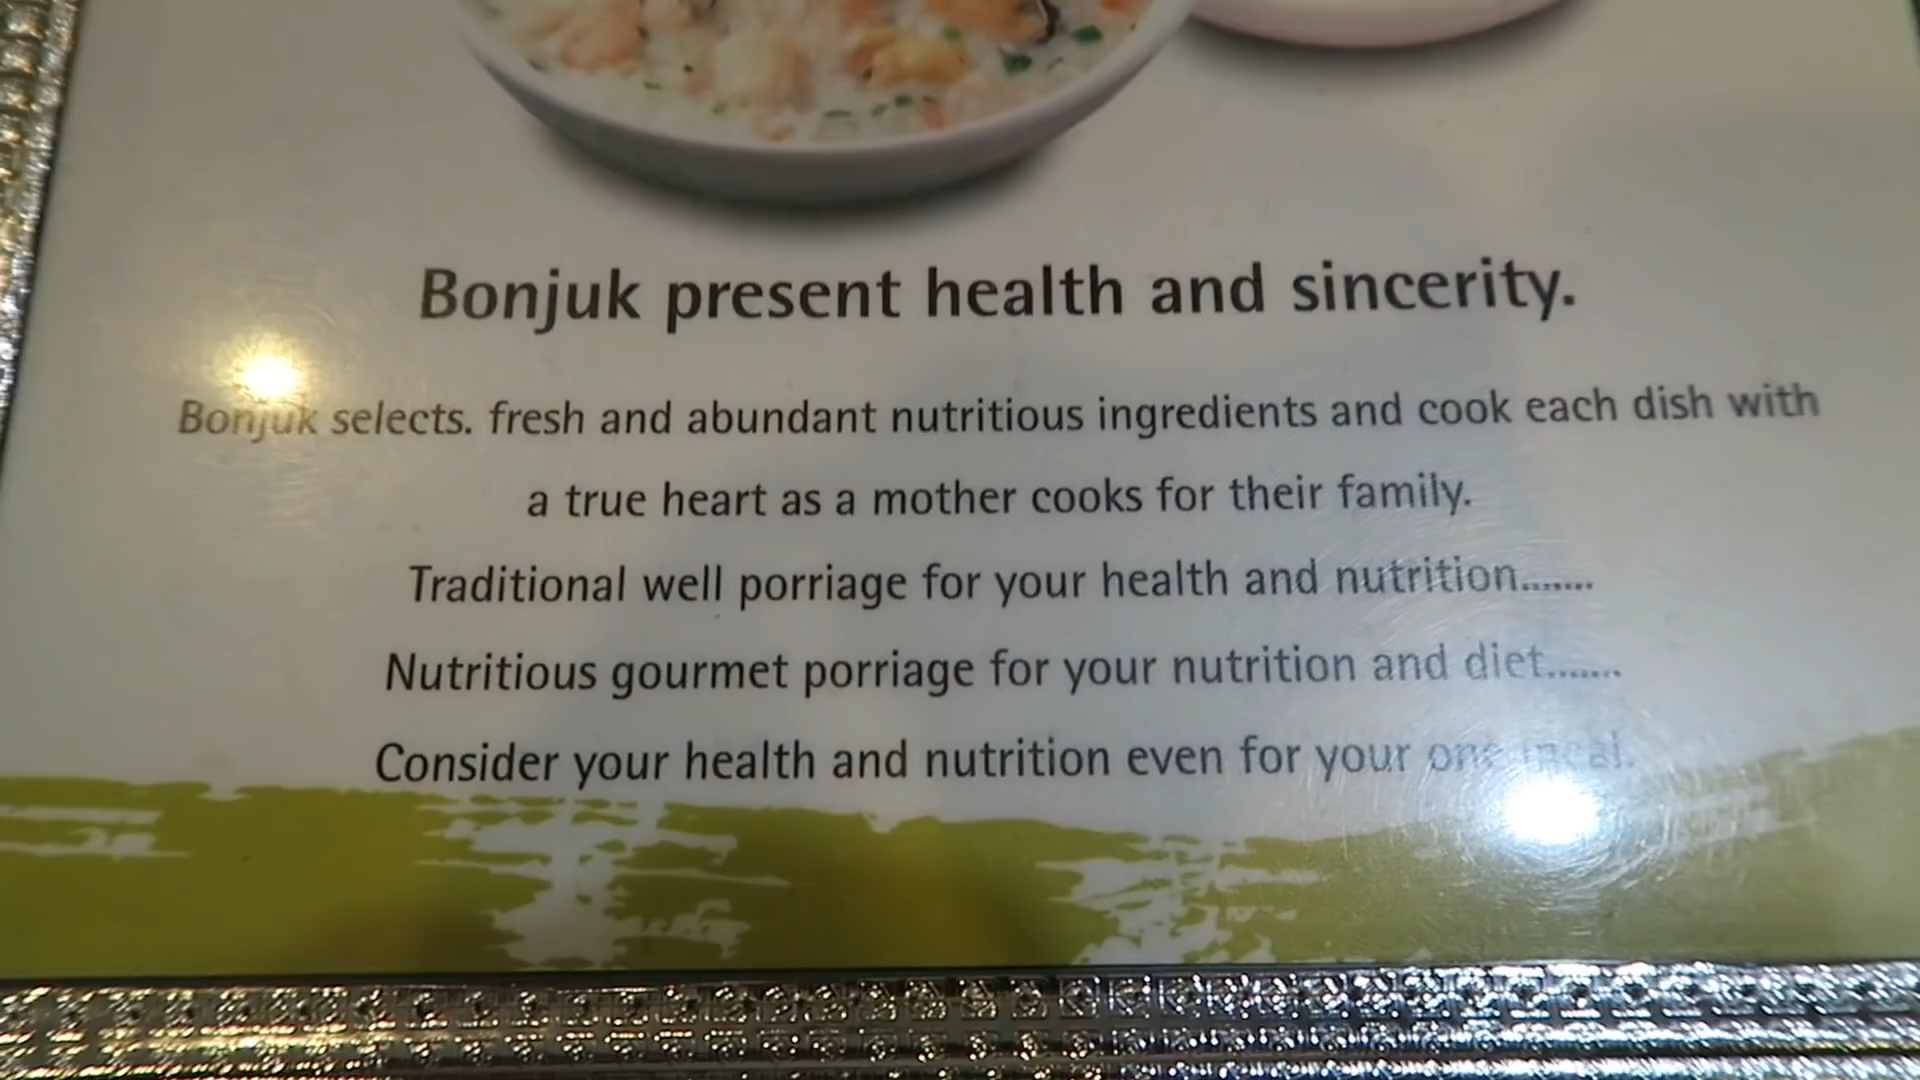 Bonjuk present health and sincerity.
Bonjuk selects. fresh and abundant nutritious ingredients and cook each dish with
a true heart as a mother cooks for their family.
Traditional well porriage for your health and nutrition.......
Nutritious gourmet porriage for your nutrition and diet.......
Consider your health and nutrition even for your one meal.